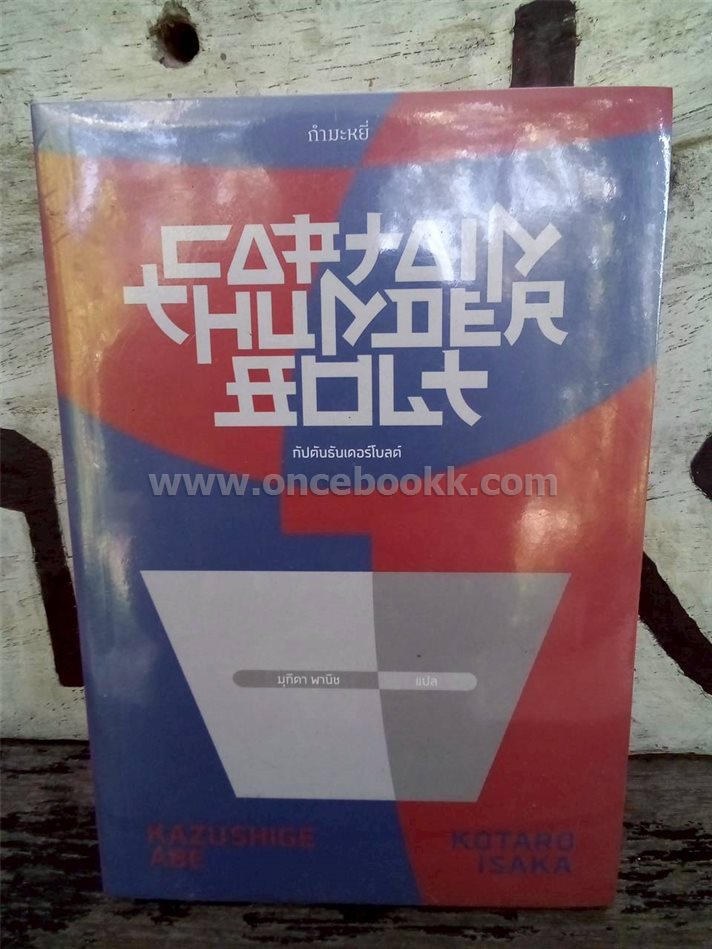 กำมะหยี่
CAPTAIN
THUNDER
BOLT
กัปตันธันเดอร์โบลต์
www.oncebookk.com
มุทิตา พานิช แปล
KAZUSHIGE
ABE
KOTARO
ISAKA